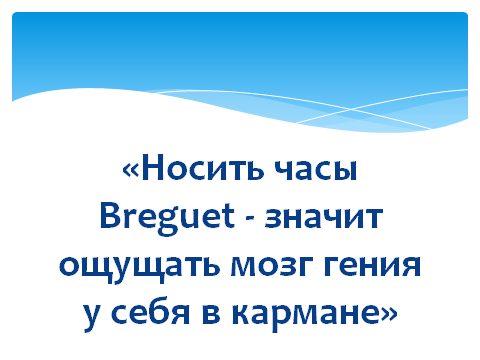 «Носить часы
Breguet - значит
ощущать мозг гения
у себя в кармане»